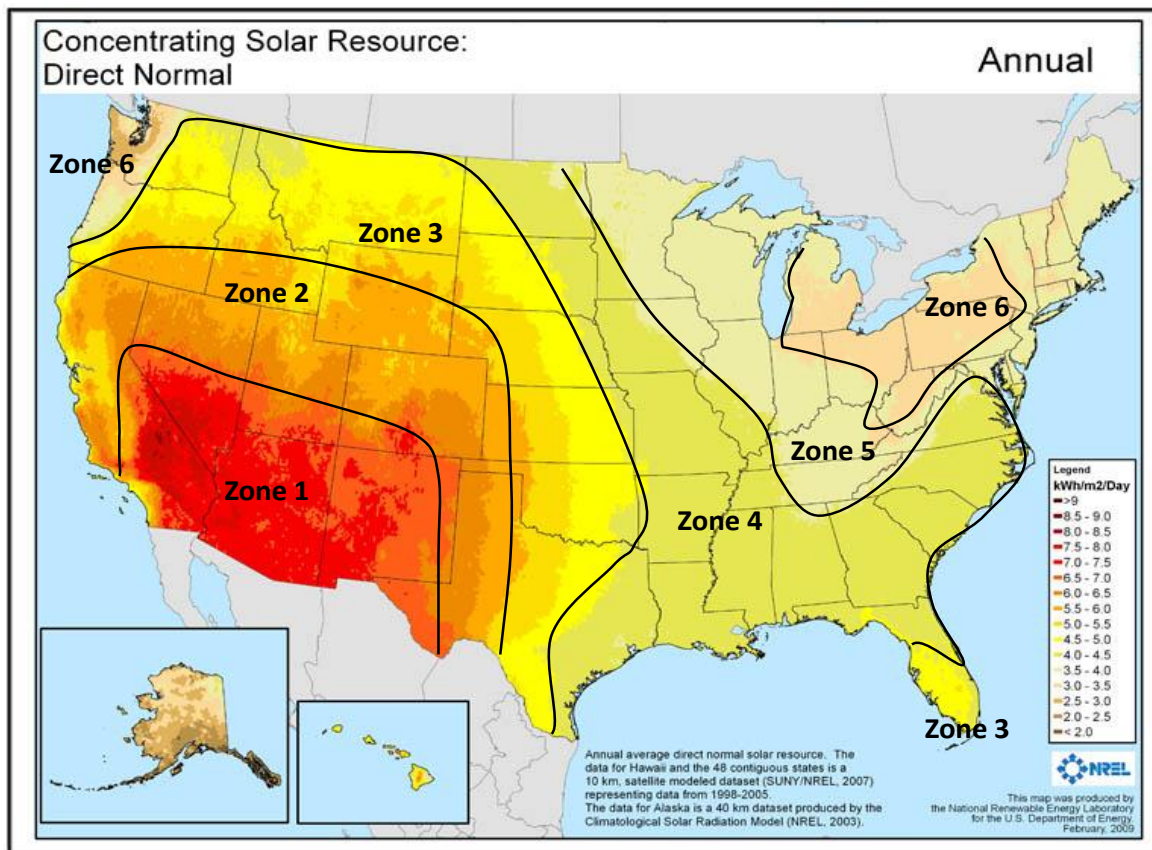 Concentrating Solar Resource:
Direct Normal
Annual
Zone 6
Zone 3
Zone 2
Zone 6
Zone 5
Zone 1
Zone 4
Zone 3
Legend
kWh/m2/Day
>9
8.5 - 9.0
8.0 - 8.5
7.5 - 8.0
7.0 - 7.5
6.5 - 7.0
6.0 - 6.5
5.5 - 6.0
5.0 - 5.5
4.5 - 5.0
4.0 - 4.5
3.5 - 4.0
3.0 - 3.5
2.5 - 3.0
2.0 - 2.5
< 2.0
Annual average direct normal solar resource. The
data for Hawaii and the 48 contiguous states is a
10 km, satellite modeled dataset (SUNY/NREL, 2007)
representing data from 1998-2005.
The data for Alaska is a 40 km dataset produced by the
Climatological Solar Radiation Model (NREL, 2003).
NREL
This map was produced by
the National Renewable Energy Laboratory
for the U.S. Department of Energy.
February, 2009